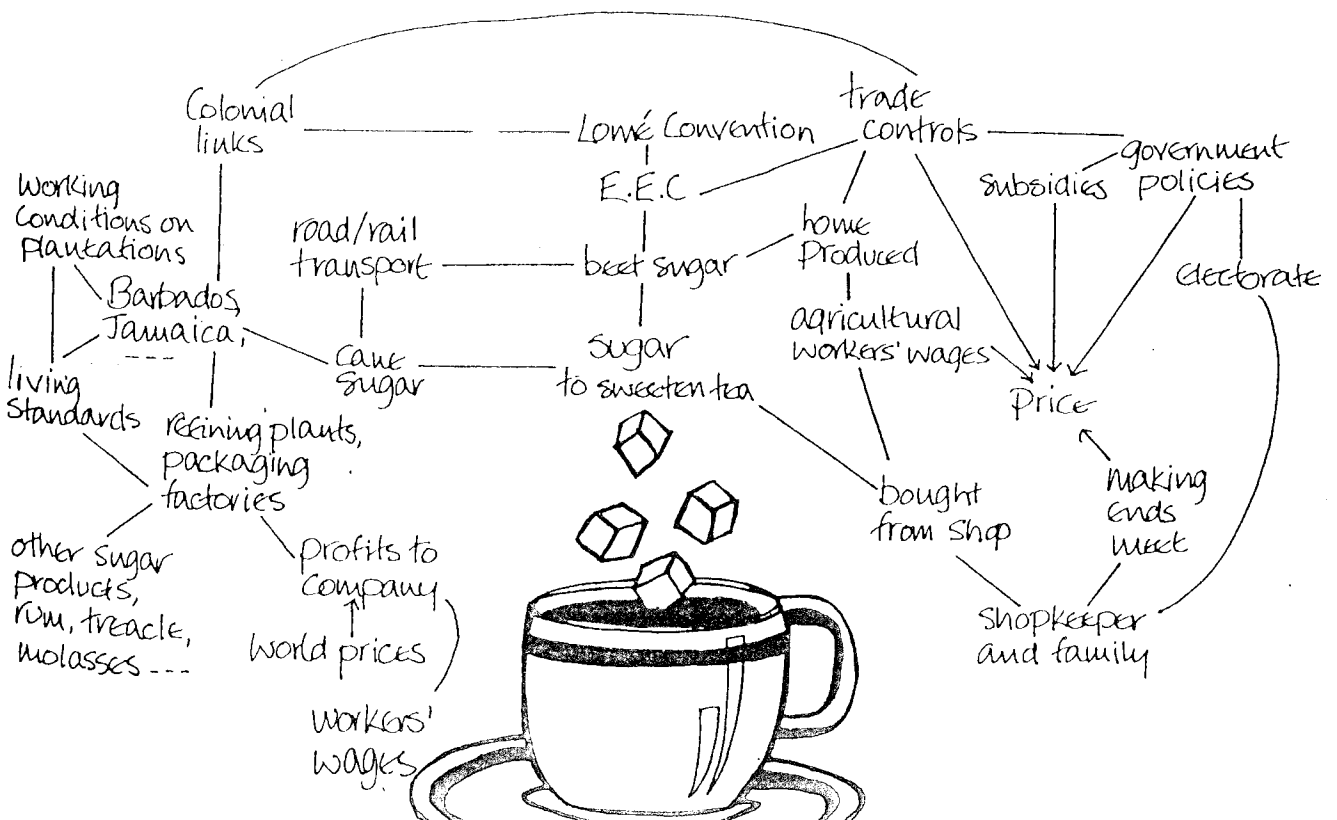 Colonial
links
Lomé Convention
trade
controls
E.E.C
subsidies
government
policies
working
conditions on
plantations
road/rail
transport
beet sugar
home
produced
electorate
Barbados,
Jamaica,
---
cane
sugar
sugar
to sweeten tea
agricultural
workers' wages
price
living
standards
refining plants,
packaging
factories
bought
from shop
making
ends
meet
other sugar
products,
rum, treacle,
molasses ---
profits to
company
world prices
workers'
wages
shopkeeper
and family